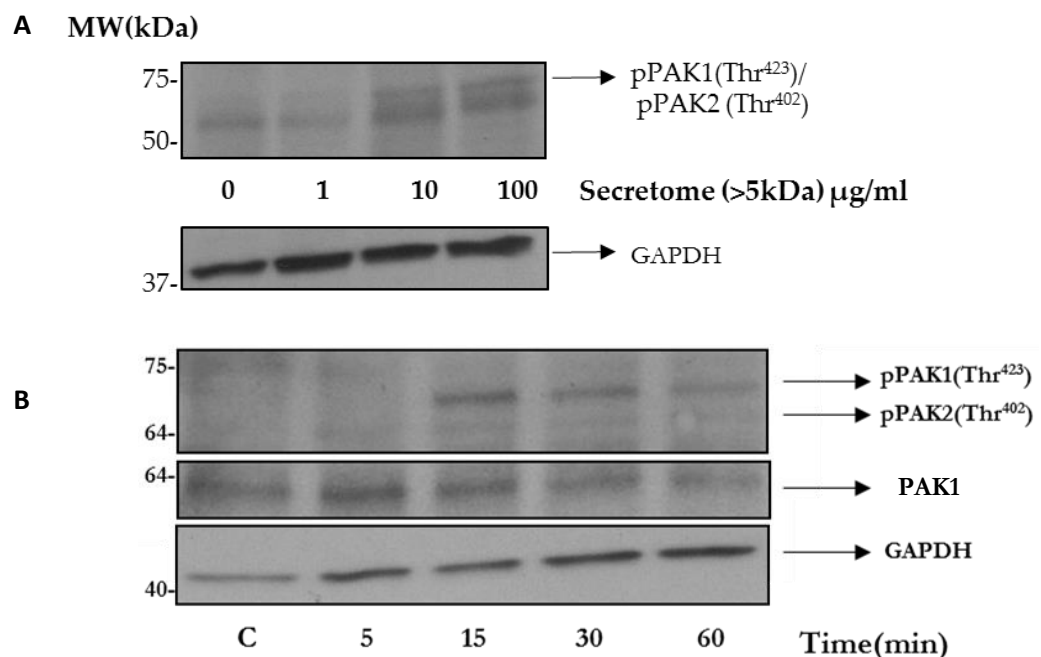 A MW(kDa)
75-
50-
pPAK1(Thr⁴²³)/
pPAK2 (Thr⁴⁰²)
0 1 10 100 Secretome (>5kDa) µg/ml
GAPDH
37-
B
75-
64-
pPAK1(Thr⁴²³)
pPAK2(Thr⁴⁰²)
64-
PAK1
GAPDH
40-
C 5 15 30 60 Time(min)